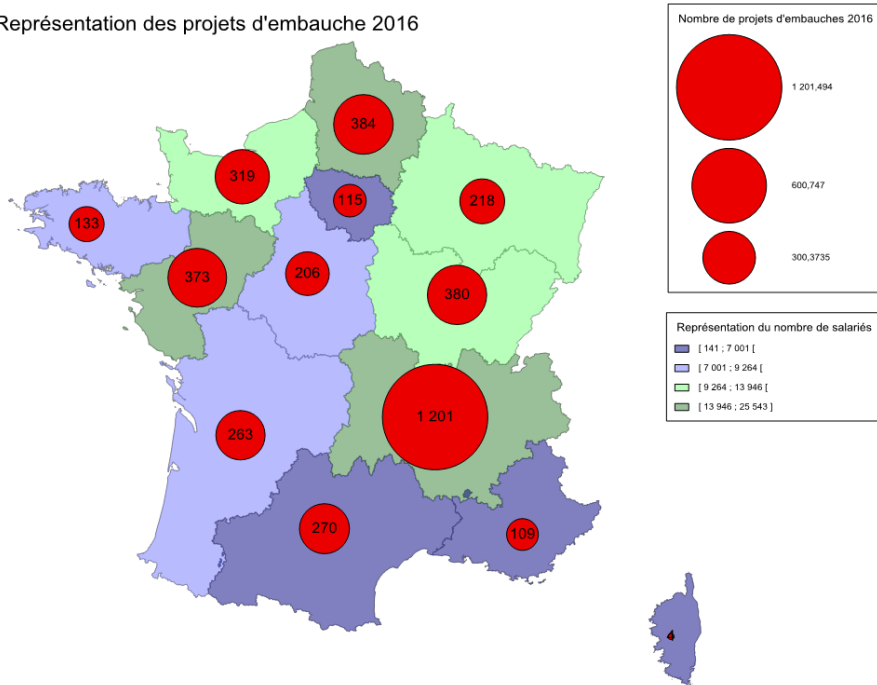 Représentation des projets d'embauche 2016
384
319
115
218
133
206
373
380
1 201
263
270
109
Nombre de projets d'embauches 2016
1 201,494
600,747
300,3735
Représentation du nombre de salariés
[ 141 ; 7 001 [
[ 7 001 ; 9 264 [
[ 9 264 ; 13 946 [
[ 13 946 ; 25 543 ]